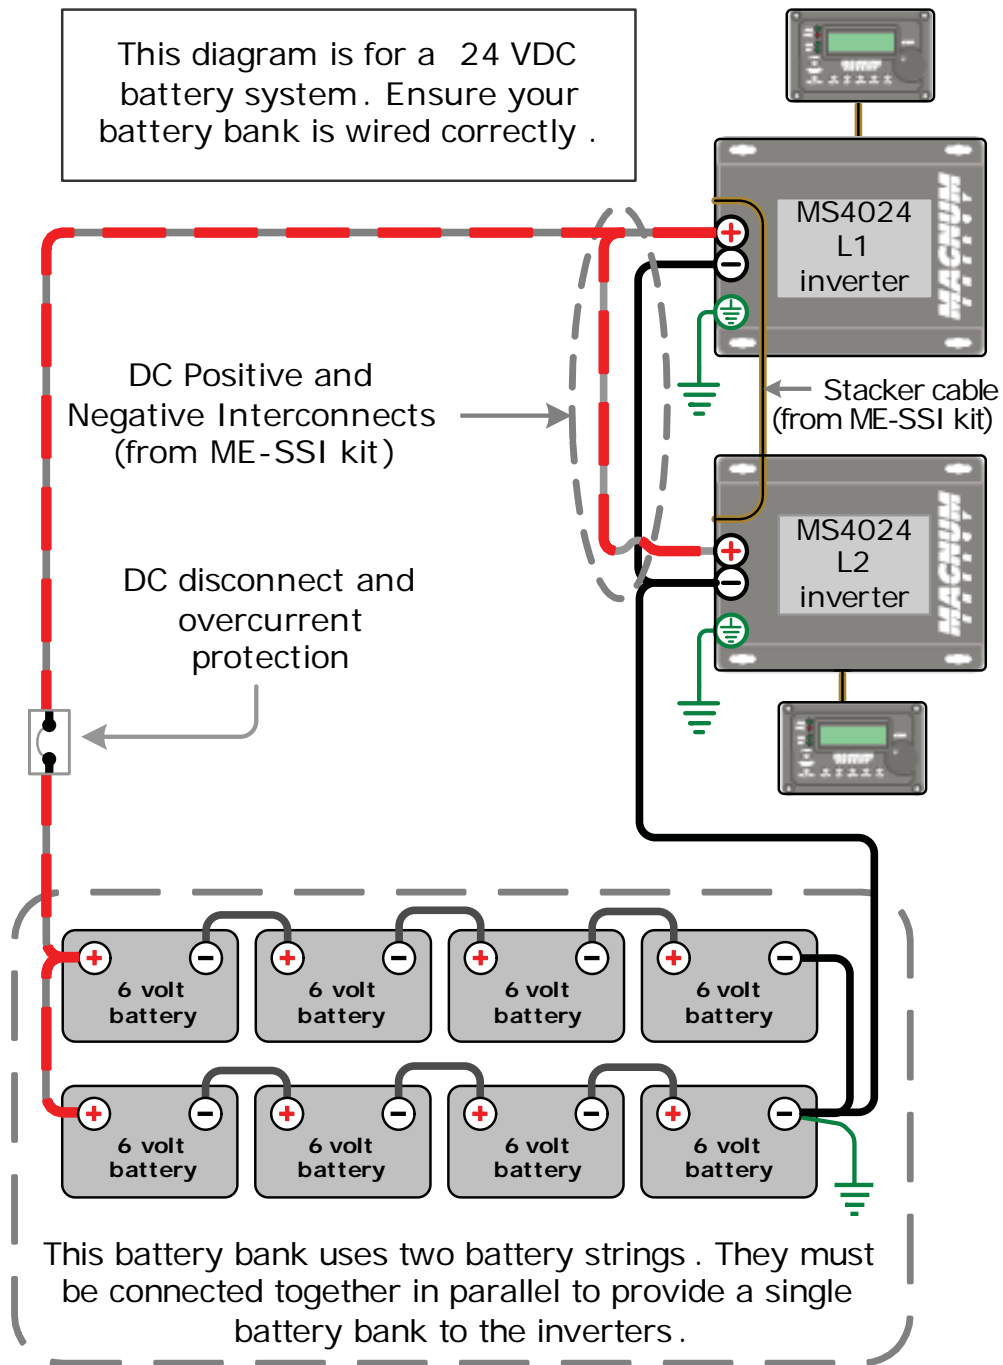 This diagram is for a 24 VDC
battery system. Ensure your
battery bank is wired correctly.
MS4024
L1
inverter
MAGNUM
DC Positive and
Negative Interconnects
(from ME-SSI kit)
Stacker cable
(from ME-SSI kit)
MS4024
L2
inverter
MAGNUM
DC disconnect and
overcurrent
protection
6 volt
battery
6 volt
battery
6 volt
battery
6 volt
battery
6 volt
battery
6 volt
battery
6 volt
battery
6 volt
battery
This battery bank uses two battery strings. They must
be connected together in parallel to provide a single
battery bank to the inverters.